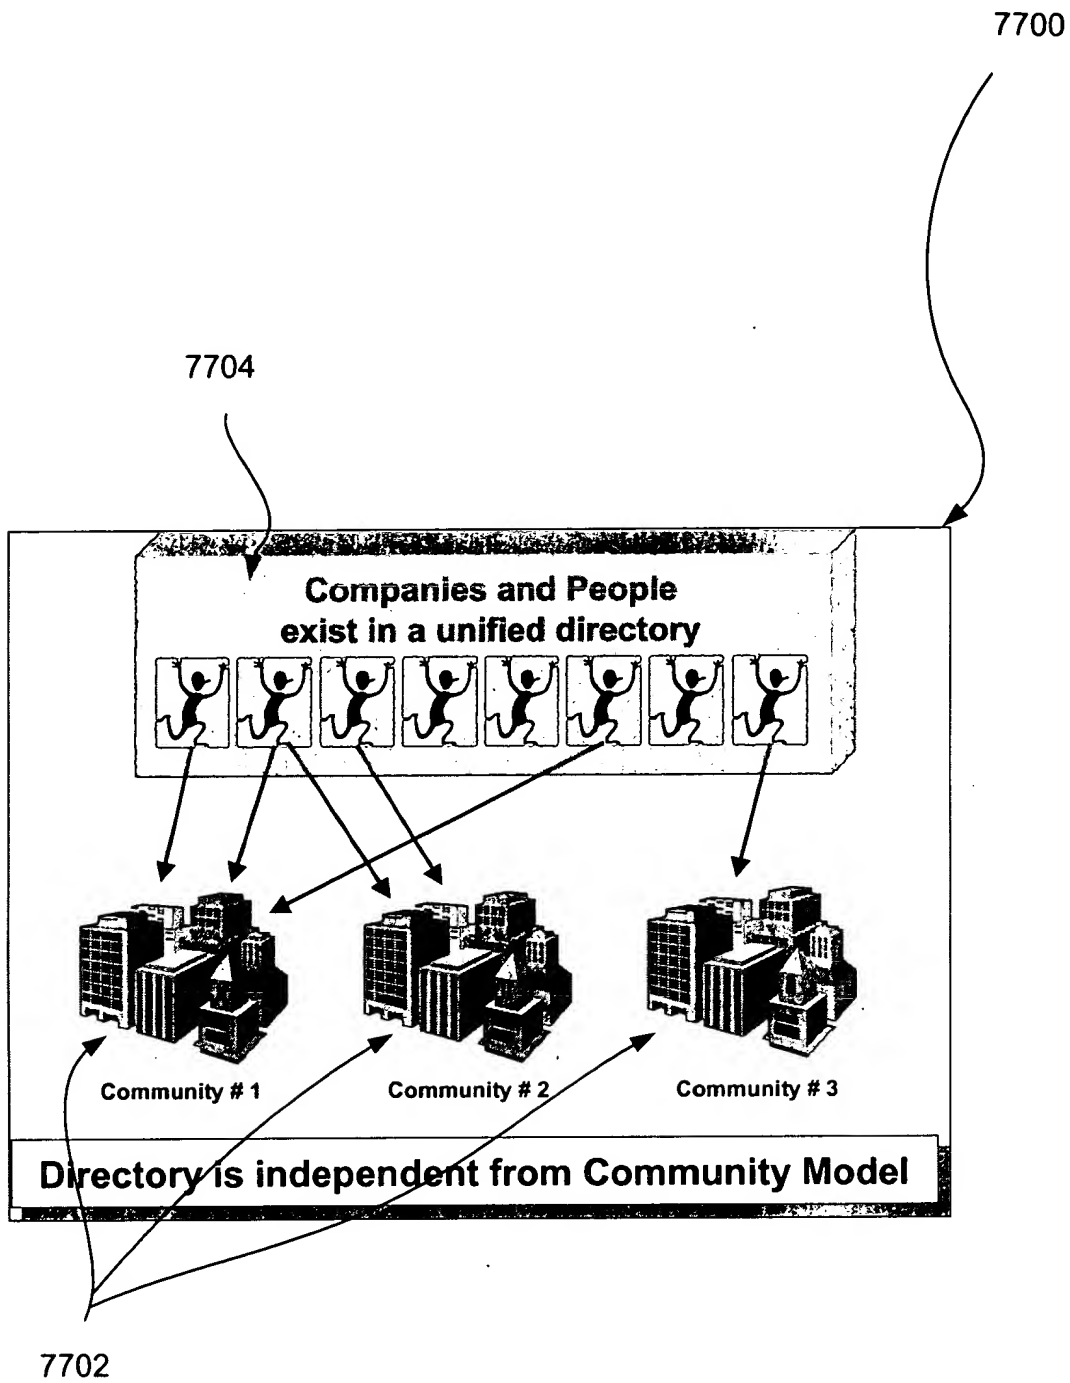 7700
7704
Companies and People
exist in a unified directory
Community # 1
Community # 2
Community # 3
Directory is independent from Community Model
7702